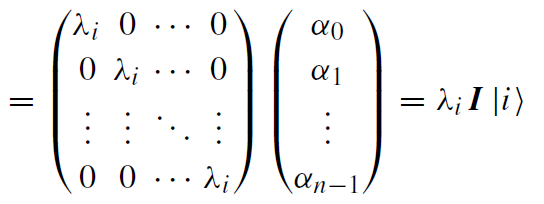 = ( λᵢ 0 ⋯ 0 ) ( α₀ )
0 λᵢ ⋯ 0 α₁
⋮ ⋮ ⋱ ⋮ ⋮ = λᵢ I |i⟩
0 0 ⋯ λᵢ αₙ₋₁